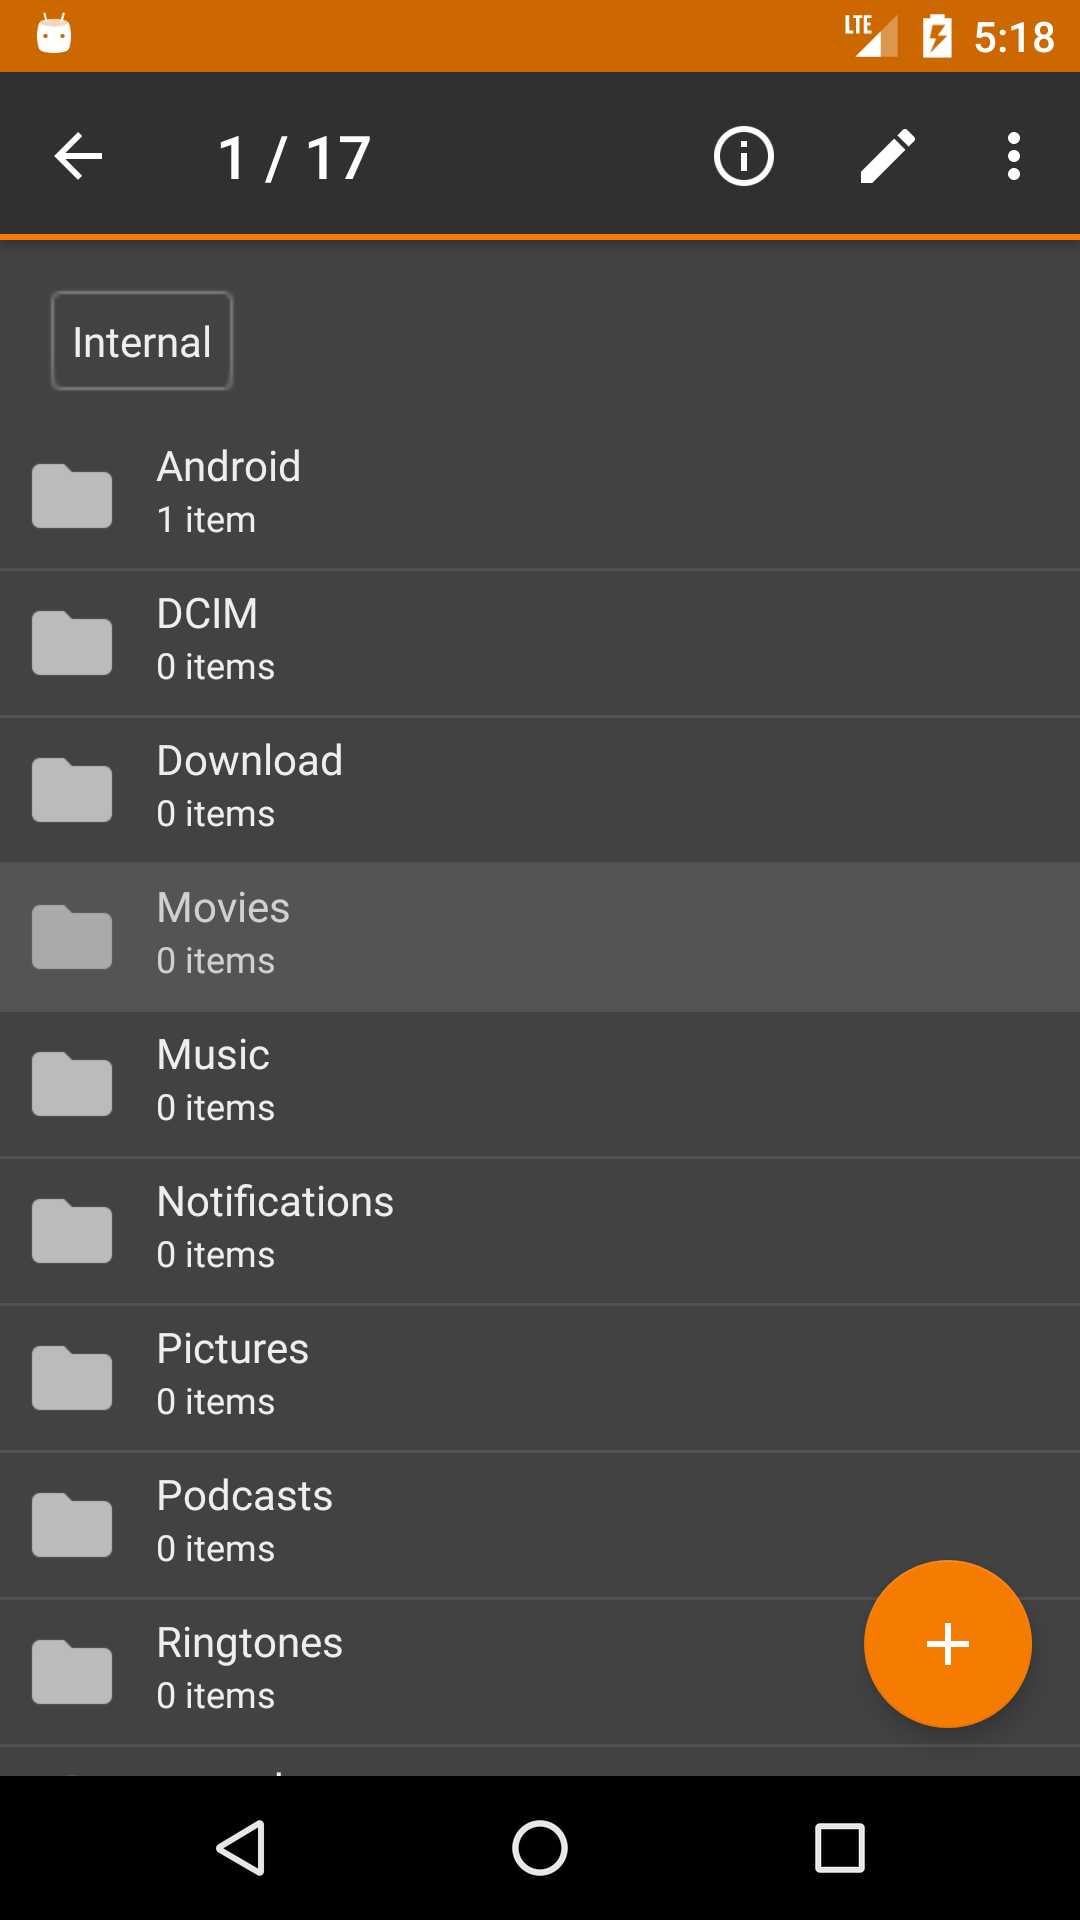 LTE 5:18
1 / 17
Internal
Android
1 item
DCIM
0 items
Download
0 items
Movies
0 items
Music
0 items
Notifications
0 items
Pictures
0 items
Podcasts
0 items
Ringtones
0 items